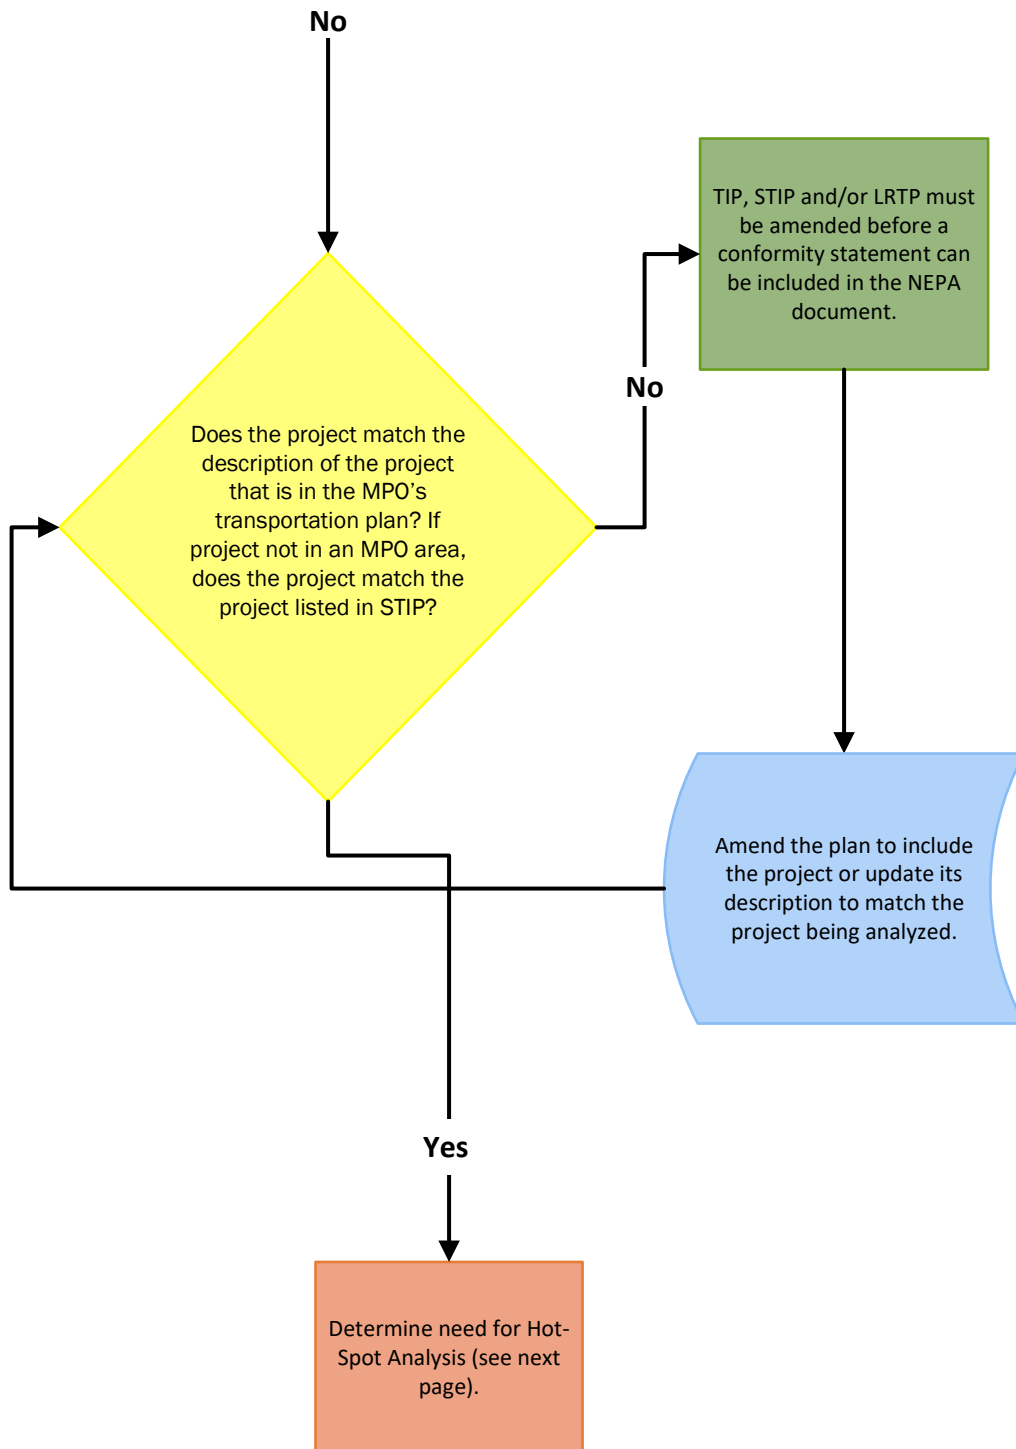 No
TIP, STIP and/or LRTP must
be amended before a
conformity statement can
be included in the NEPA
document.
No
Does the project match the
description of the project
that is in the MPO’s
transportation plan? If
project not in an MPO area,
does the project match the
project listed in STIP?
Amend the plan to include
the project or update its
description to match the
project being analyzed.
Yes
Determine need for Hot-
Spot Analysis (see next
page).